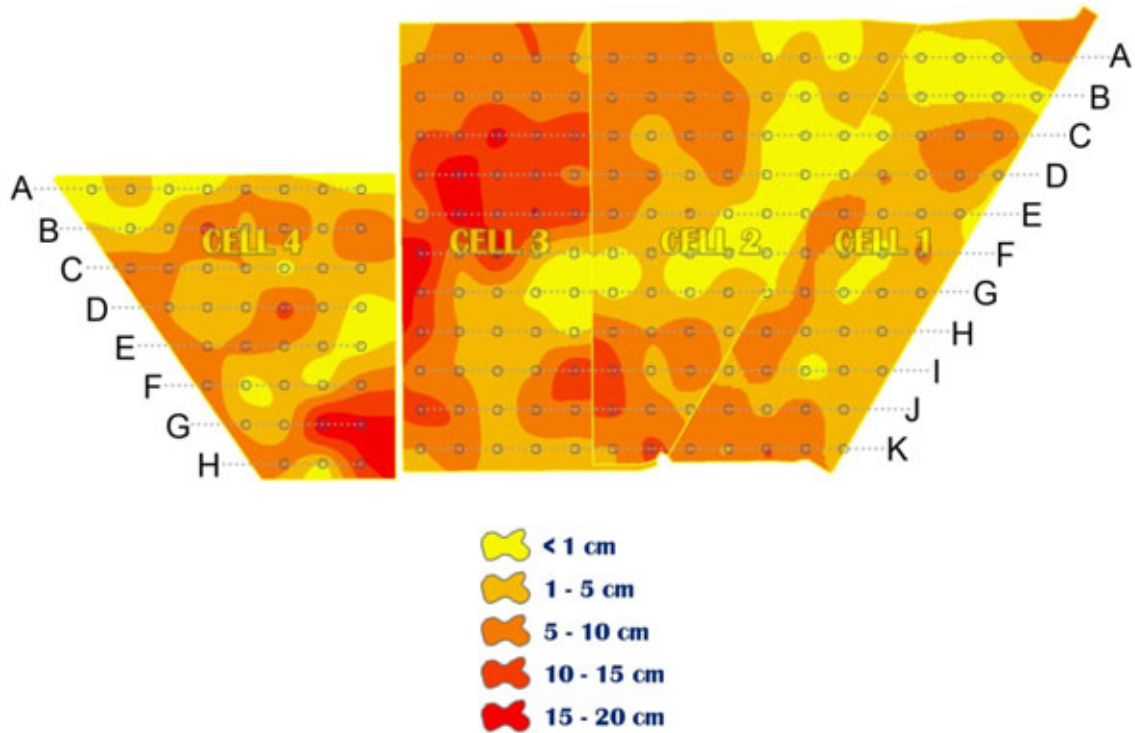 A
B
C
D
E
F
G
H
I
J
K
A
B
C
D
E
F
G
H
CELL 4
CELL 3
CELL 2
CELL 1
< 1 cm
1 - 5 cm
5 - 10 cm
10 - 15 cm
15 - 20 cm